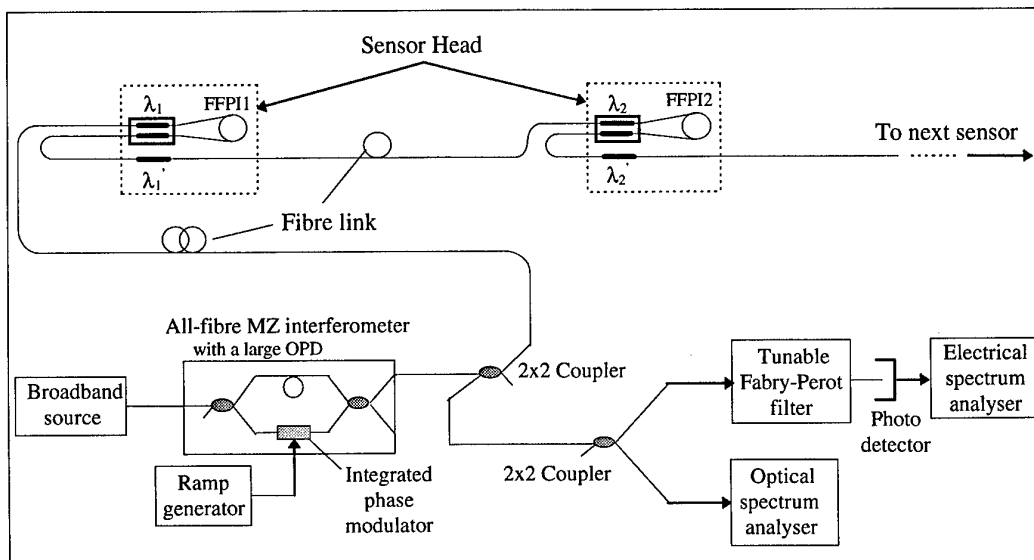 Sensor Head
λ₁
FFPI1
λ₁'
λ₂
FFPI2
λ₂'
To next sensor
Fibre link
All-fibre MZ interferometer
with a large OPD
Broadband
source
Ramp
generator
Integrated
phase
modulator
2x2 Coupler
2x2 Coupler
Tunable
Fabry-Perot
filter
Photo
detector
Electrical
spectrum
analyser
Optical
spectrum
analyser